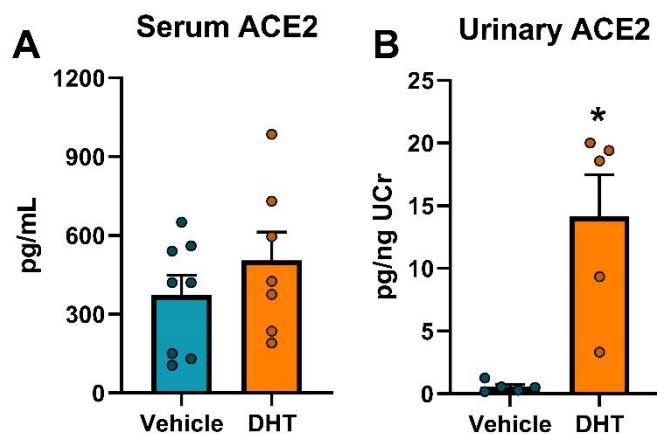 A
Serum ACE2
1200
900
600
300
0
pg/mL
Vehicle
DHT
B
Urinary ACE2
25
20
15
10
5
0
pg/ng UCr
*
Vehicle
DHT